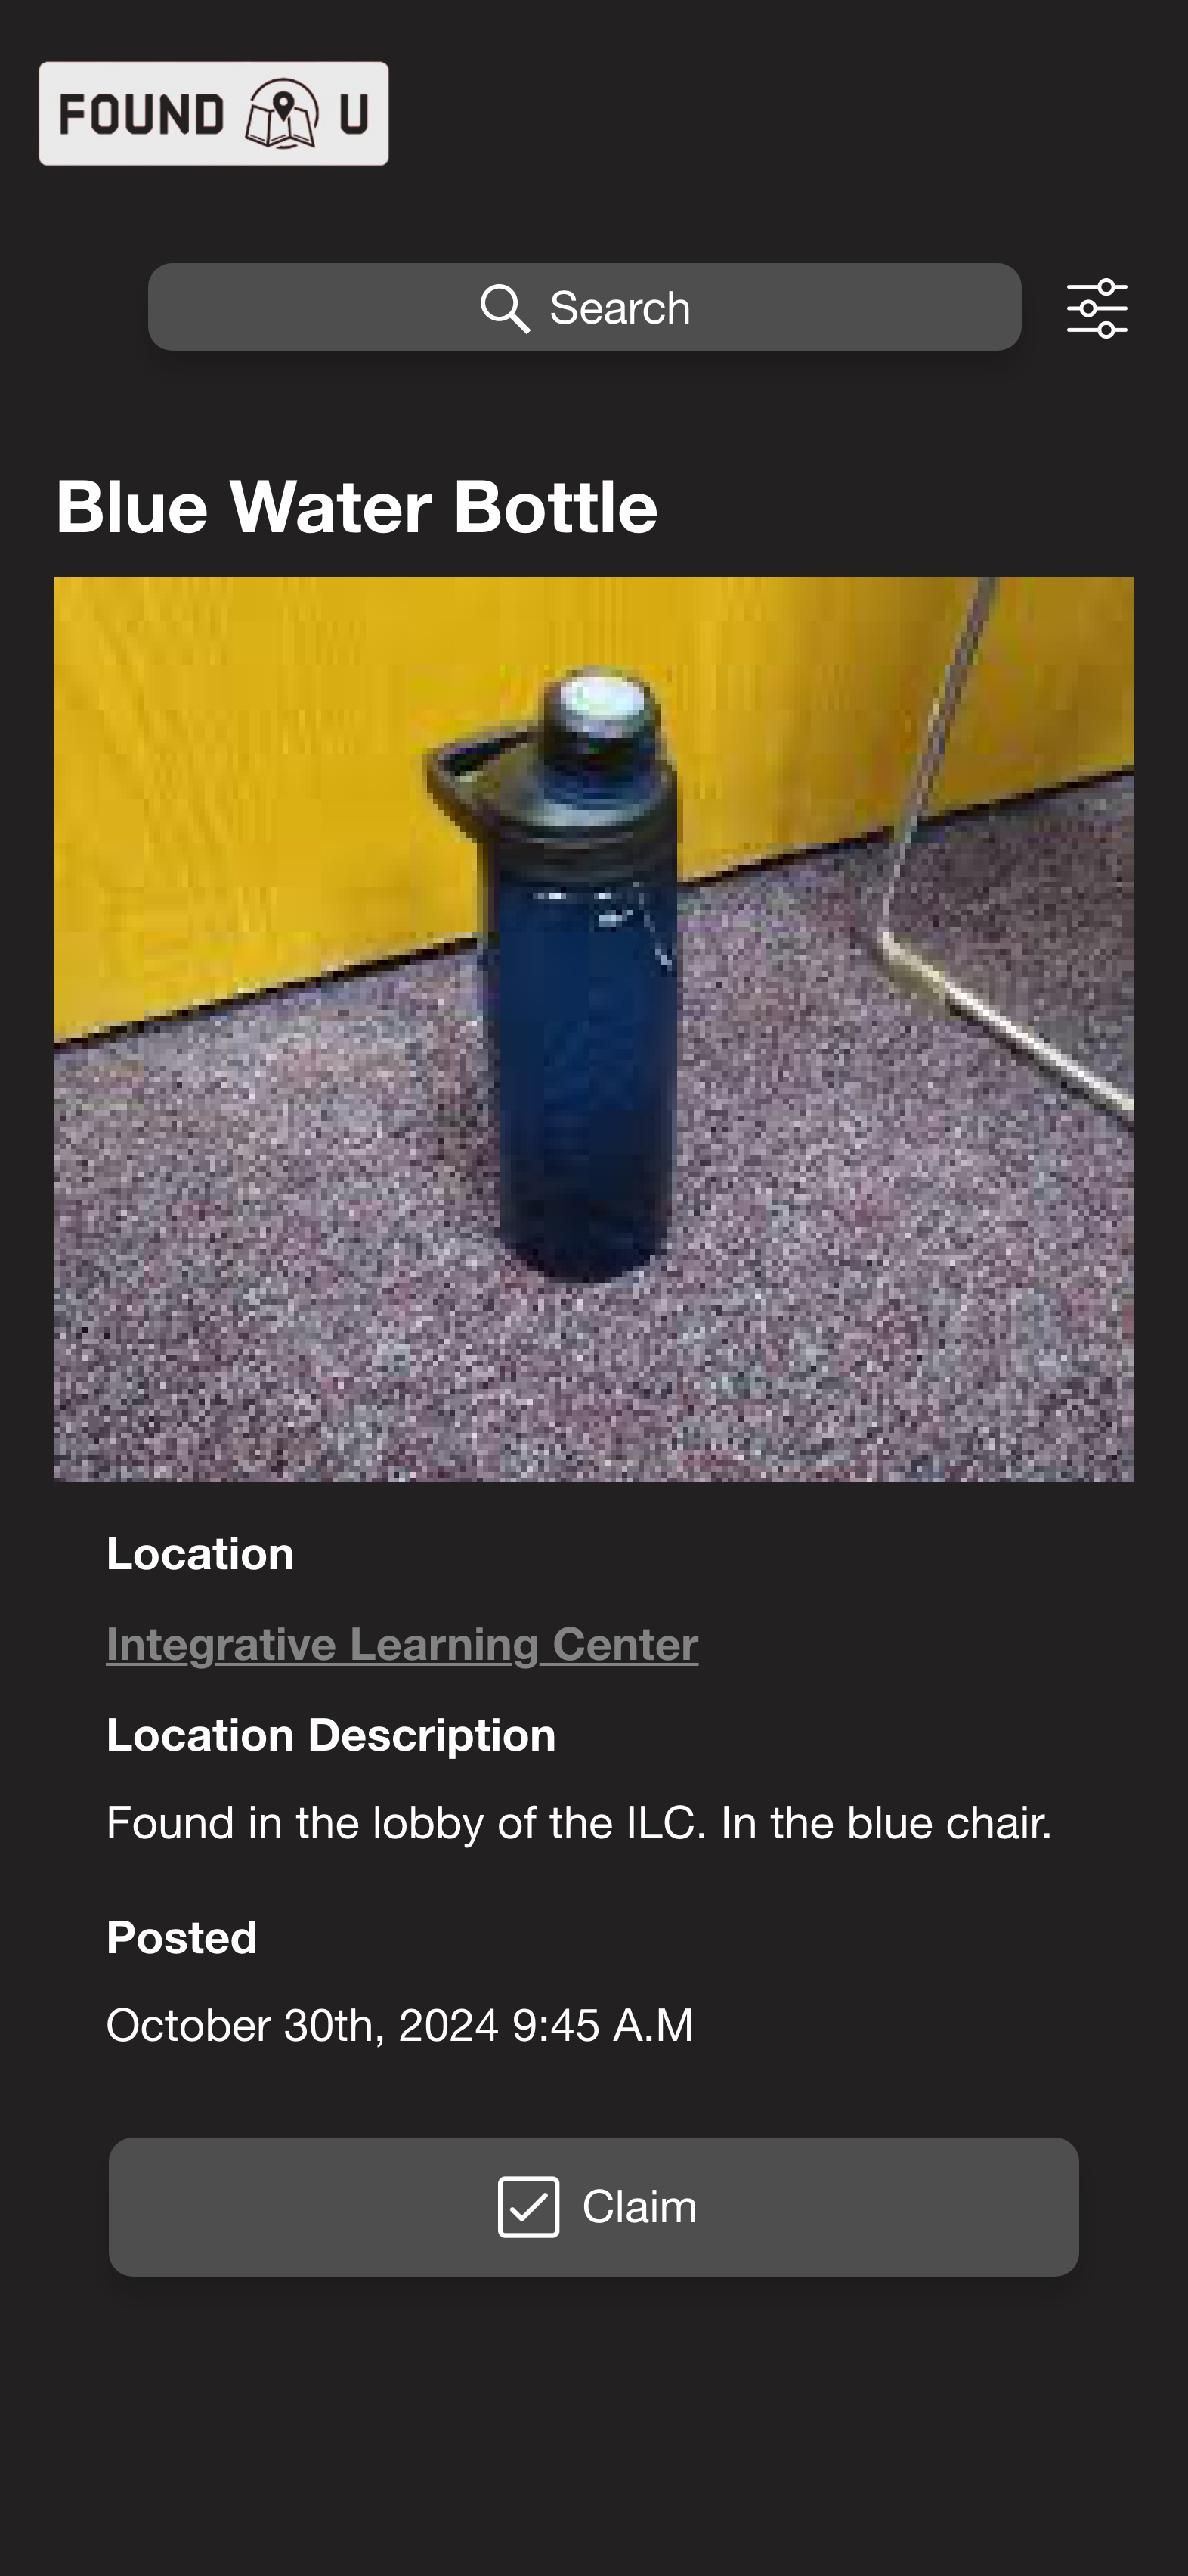 FOUND U
Search
Blue Water Bottle
Location
Integrative Learning Center
Location Description
Found in the lobby of the ILC. In the blue chair.
Posted
October 30th, 2024 9:45 A.M
Claim